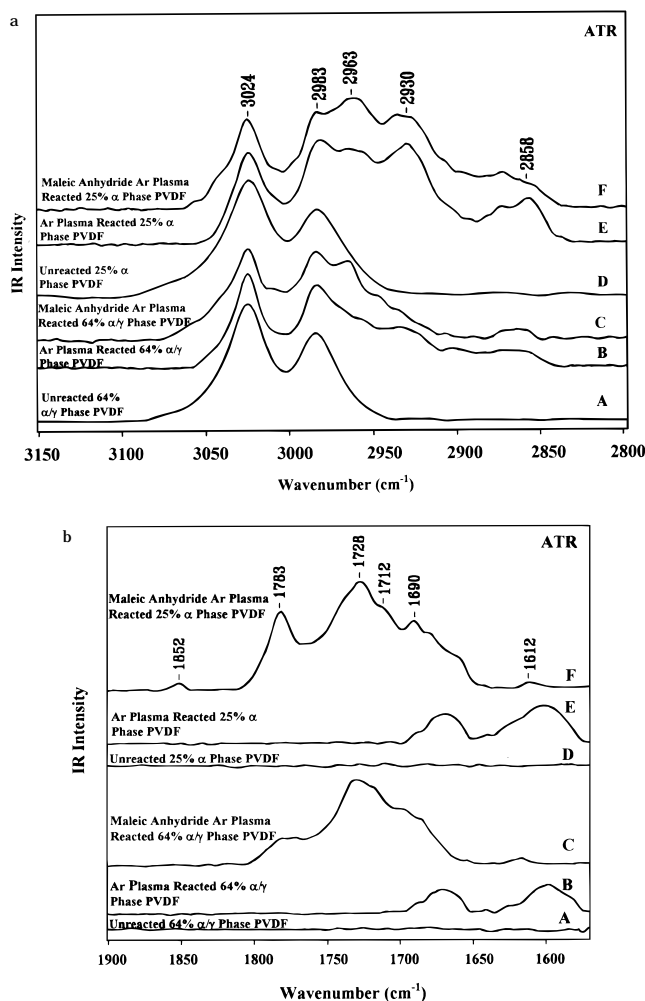 a
ATR
3024
2983
2963
2930
2858
Maleic Anhydride Ar Plasma
Reacted 25% α Phase PVDF
F
Ar Plasma Reacted 25% α
Phase PVDF
E
Unreacted 25% α
Phase PVDF
D
Maleic Anhydride Ar Plasma
Reacted 64% α/γ Phase PVDF
C
Ar Plasma Reacted 64% α/γ
Phase PVDF
B
Unreacted 64%
α/γ Phase PVDF
A
IR Intensity
3150 3100 3050 3000 2950 2900 2850 2800
Wavenumber (cm⁻¹)
b
ATR
1852
1783
1728
1712
1690
1612
Maleic Anhydride Ar Plasma
Reacted 25% α Phase PVDF
F
Ar Plasma Reacted 25% α
Phase PVDF
E
Unreacted 25% α Phase PVDF
D
Maleic Anhydride Ar Plasma
Reacted 64% α/γ Phase PVDF
C
Ar Plasma Reacted 64% α/γ
Phase PVDF
B
Unreacted 64% α/γ Phase PVDF
A
IR Intensity
1900 1850 1800 1750 1700 1650 1600
Wavenumber (cm⁻¹)